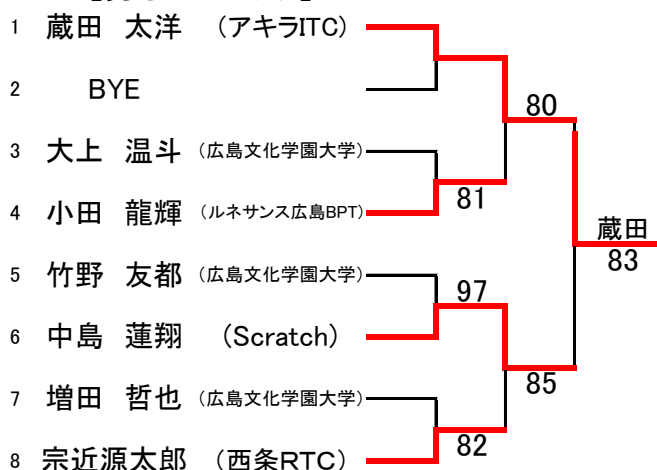 1 蔵田 太洋 (アキラITC)
80
2 BYE
3 大上 温斗 (広島文化学園大学)
81
4 小田 龍輝 (ルネサンス広島BPT)
蔵田
83
5 竹野 友都 (広島文化学園大学)
97
6 中島 蓮翔 (Scratch)
85
7 増田 哲也 (広島文化学園大学)
82
8 宗近源太郎 (西条RTC)